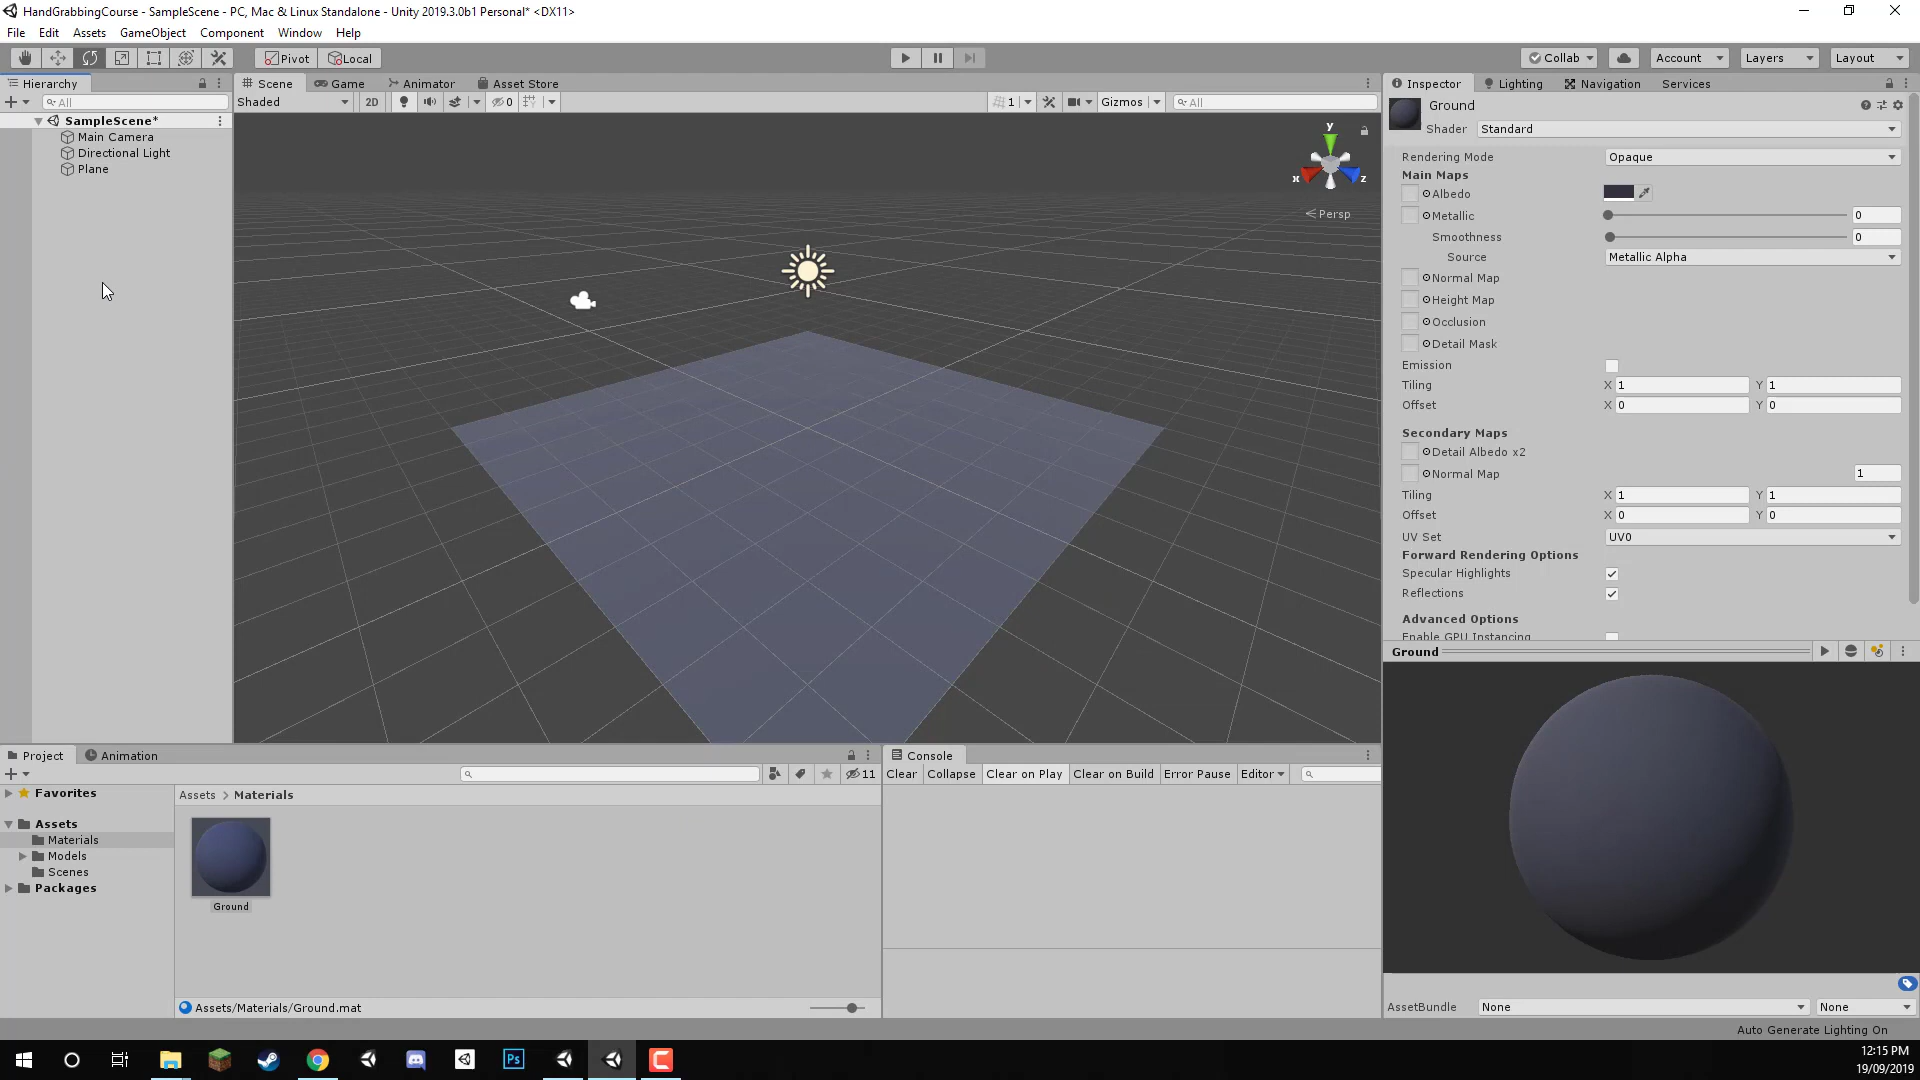 HandGrabbingCourse - SampleScene - PC, Mac & Linux Standalone - Unity 2019.3.0b1 Personal* <DX11>
File Edit Assets GameObject Component Window Help
Pivot Local Collab Account Layers Layout
Hierarchy
All
SampleScene*
Main Camera
Directional Light
Plane
Scene Game Animator Asset Store
Shaded 2D 0 1 Gizmos All
y
x z
Persp
Inspector Lighting Navigation Services
Ground
Shader Standard
Rendering Mode Opaque
Main Maps
Albedo
Metallic 0
Smoothness 0
Source Metallic Alpha
Normal Map
Height Map
Occlusion
Detail Mask
Emission
Tiling X 1 Y 1
Offset X 0 Y 0
Secondary Maps
Detail Albedo x2
Normal Map 1
Tiling X 1 Y 1
Offset X 0 Y 0
UV Set UV0
Forward Rendering Options
Specular Highlights
Reflections
Advanced Options
Enable GPU Instancing
Ground
AssetBundle None None
Project Animation
11
Favorites
Assets
Materials
Models
Scenes
Packages
Assets > Materials
Ground
Assets/Materials/Ground.mat
Console
Clear Collapse Clear on Play Clear on Build Error Pause Editor
Auto Generate Lighting On
Ps
12:15 PM
19/09/2019